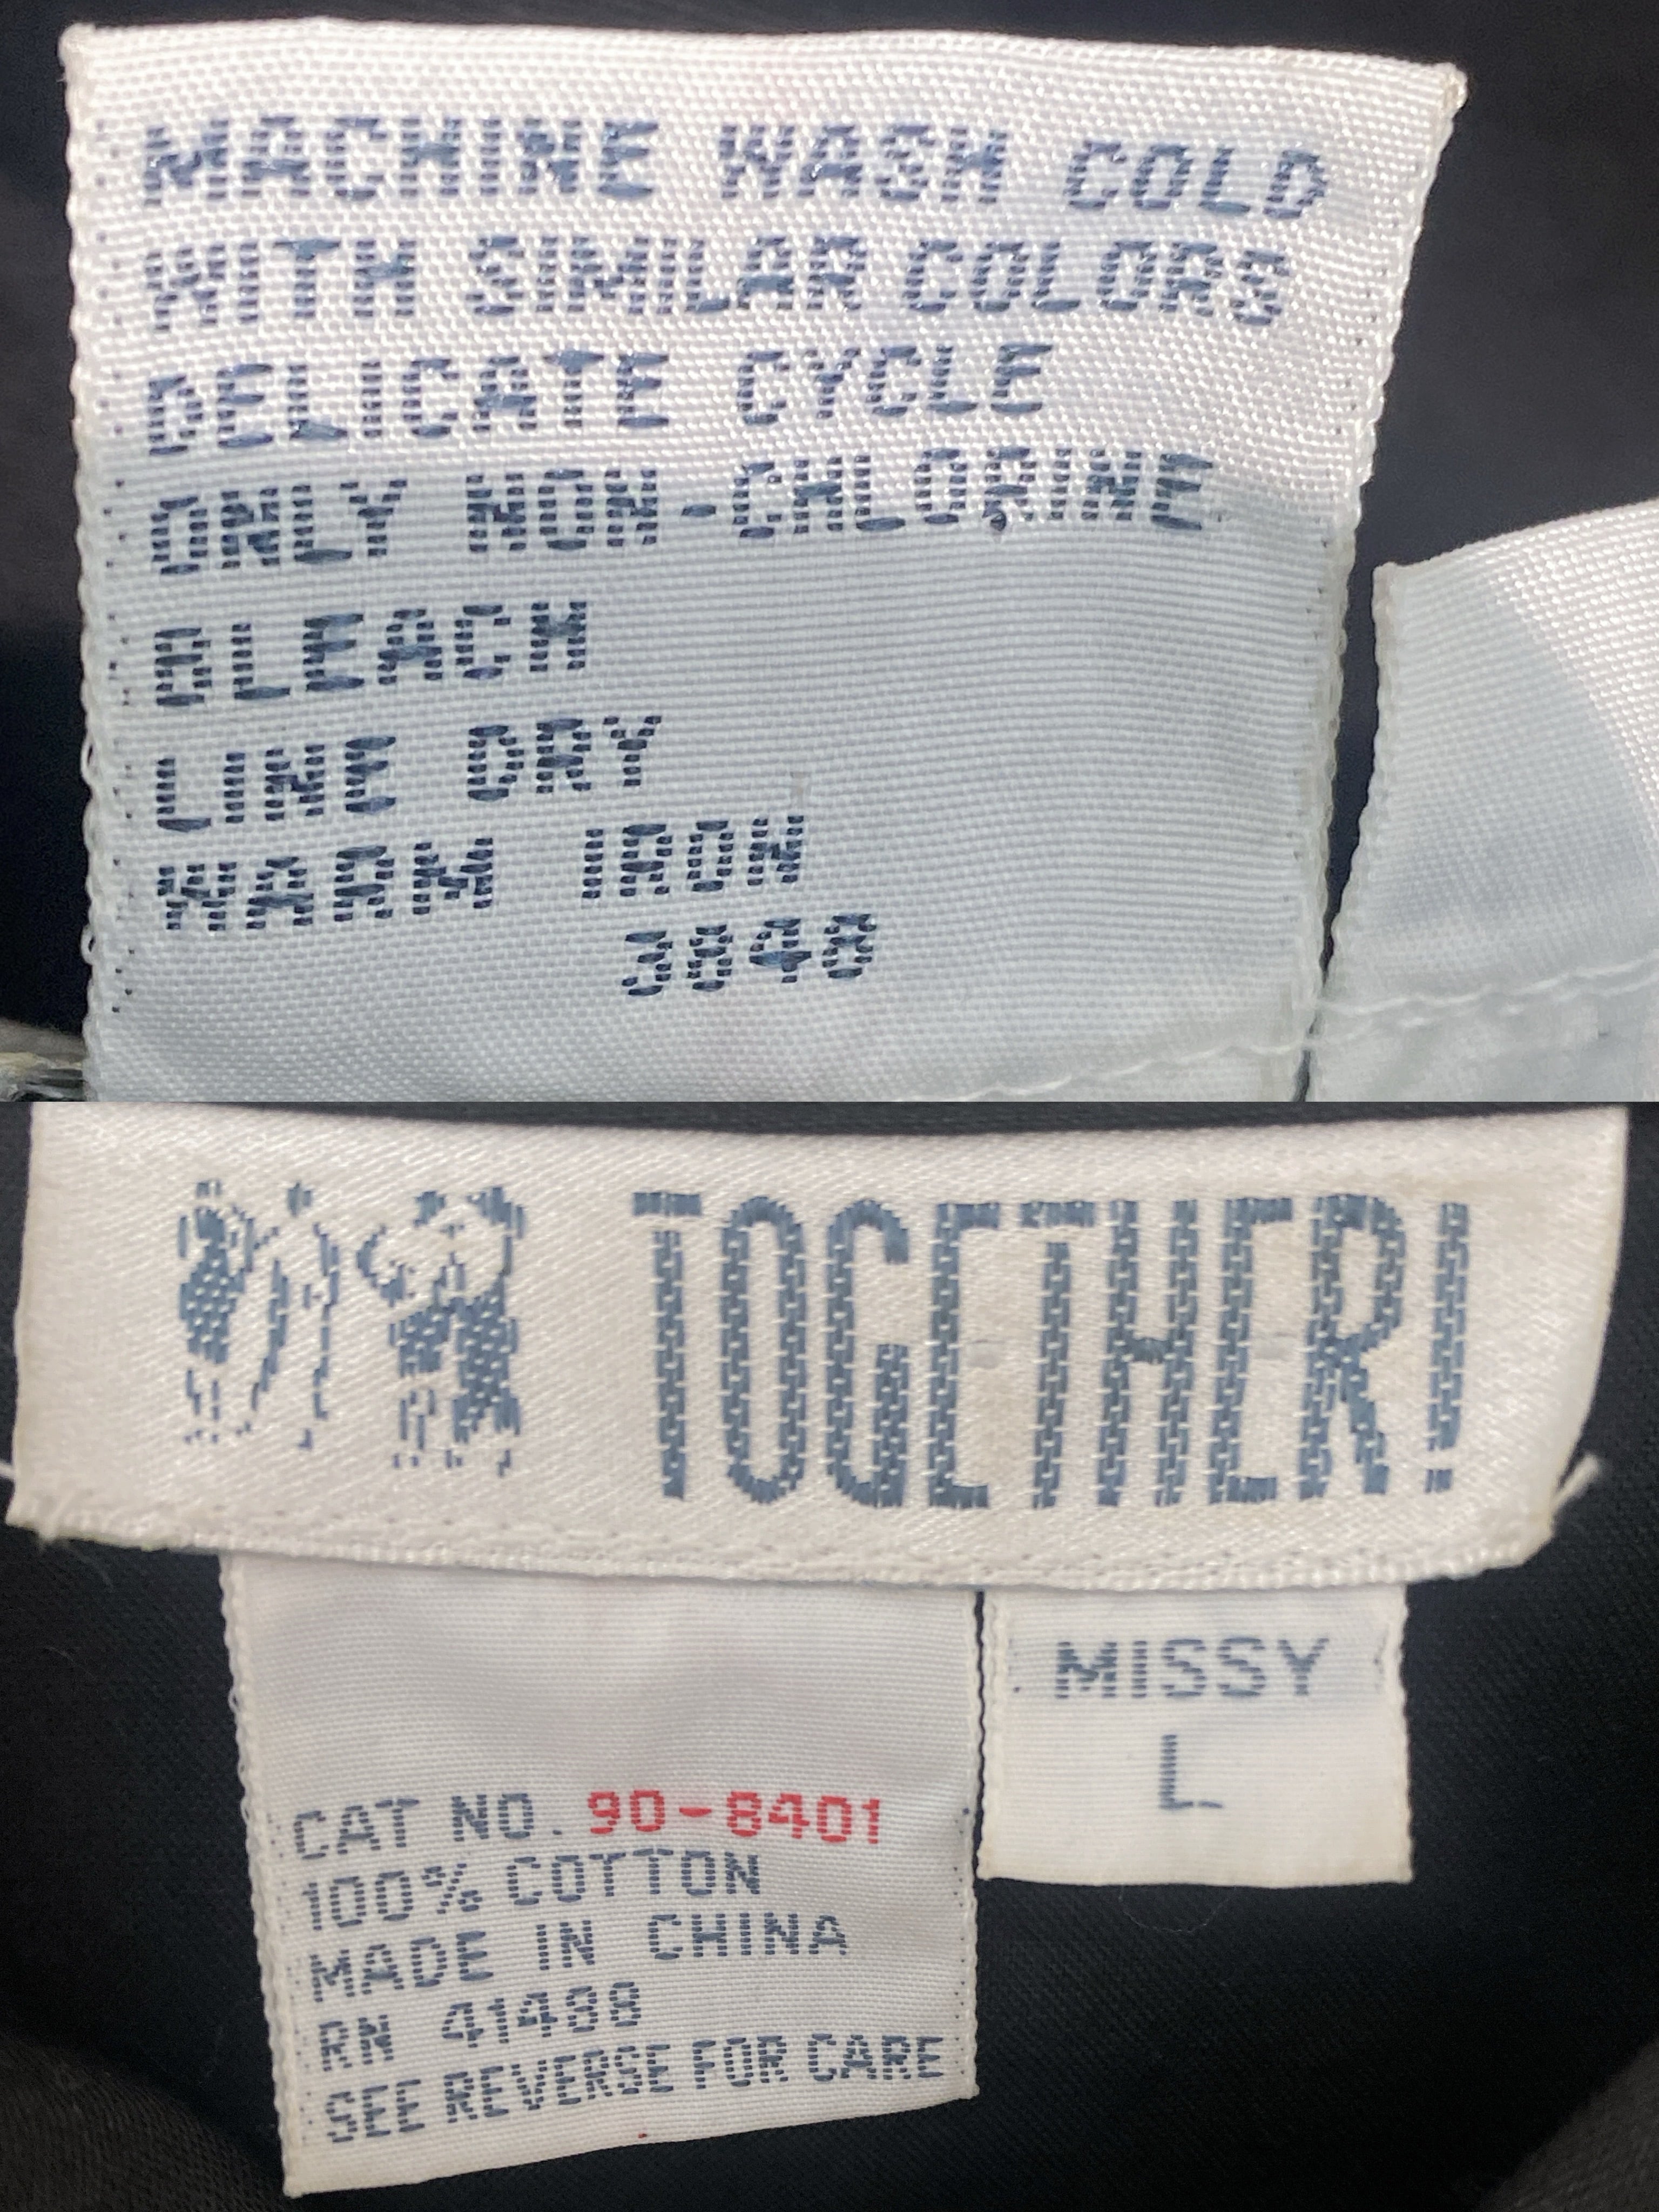 MACHINE WASH COLD
WITH SIMILAR COLORS
DELICATE CYCLE
ONLY NON-CHLORINE
BLEACH
LINE DRY
WARM IRON
3848
TOGETHER!
MISSY
L
CAT NO. 90-8401
100% COTTON
MADE IN CHINA
RN 41488
SEE REVERSE FOR CARE